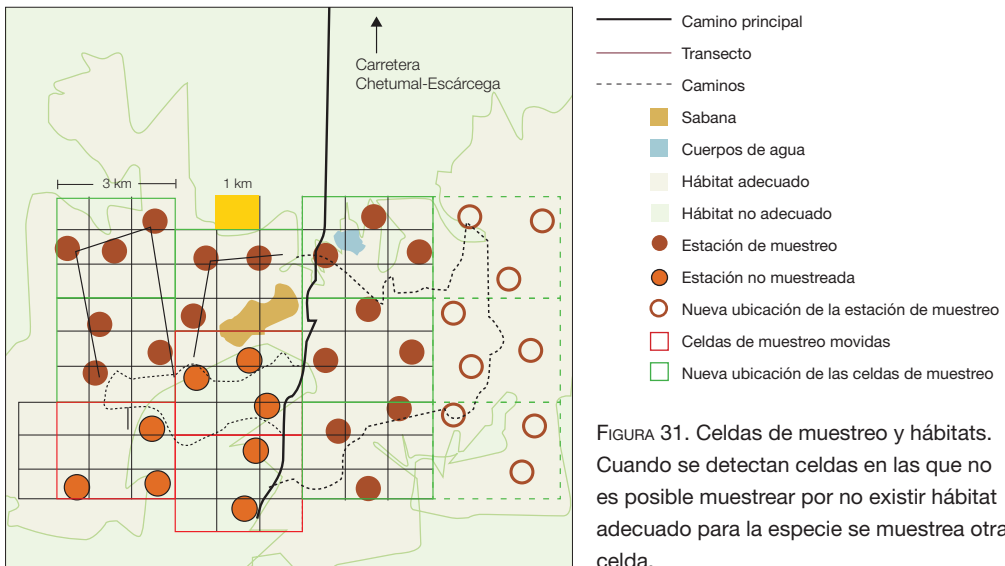 Carretera
Chetumal-Escárcega
3 km
1 km
Camino principal
Transecto
Caminos
Sabana
Cuerpos de agua
Hábitat adecuado
Hábitat no adecuado
Estación de muestreo
Estación no muestreada
Nueva ubicación de la estación de muestreo
Celdas de muestreo movidas
Nueva ubicación de las celdas de muestreo
FIGURA 31. Celdas de muestreo y hábitats.
Cuando se detectan celdas en las que no
es posible muestrear por no existir hábitat
adecuado para la especie se muestrea otra
celda.